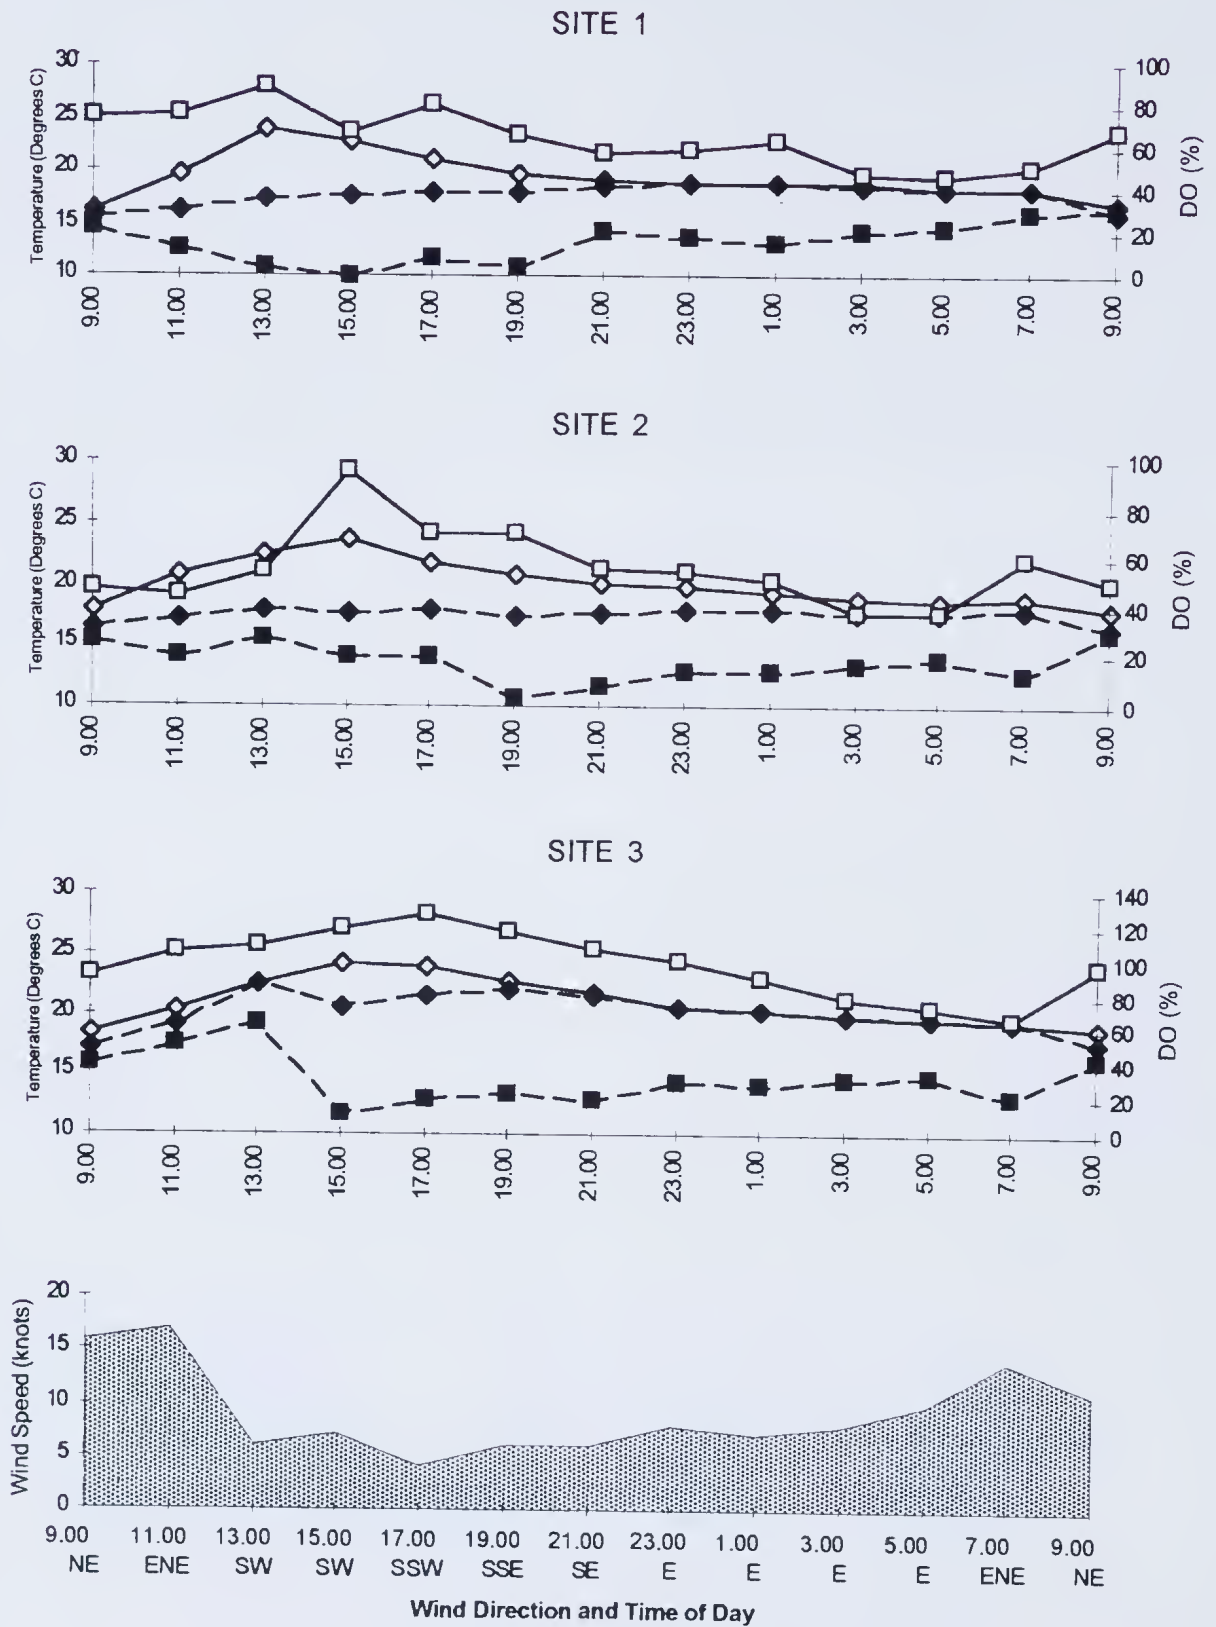 SITE 1
Temperature (Degrees C)
30
25
20
15
10
100
80
60
40
20
0
DO (%)
9.00 11.00 13.00 15.00 17.00 19.00 21.00 23.00 1.00 3.00 5.00 7.00 9.00
SITE 2
Temperature (Degrees C)
30
25
20
15
10
100
80
60
40
20
0
DO (%)
9.00 11.00 13.00 15.00 17.00 19.00 21.00 23.00 1.00 3.00 5.00 7.00 9.00
SITE 3
Temperature (Degrees C)
30
25
20
15
10
140
120
100
80
60
40
20
0
DO (%)
9.00 11.00 13.00 15.00 17.00 19.00 21.00 23.00 1.00 3.00 5.00 7.00 9.00
Wind Speed (knots)
20
15
10
5
0
9.00 11.00 13.00 15.00 17.00 19.00 21.00 23.00 1.00 3.00 5.00 7.00 9.00
NE ENE SW SW SSW SSE SE E E E E ENE NE
Wind Direction and Time of Day